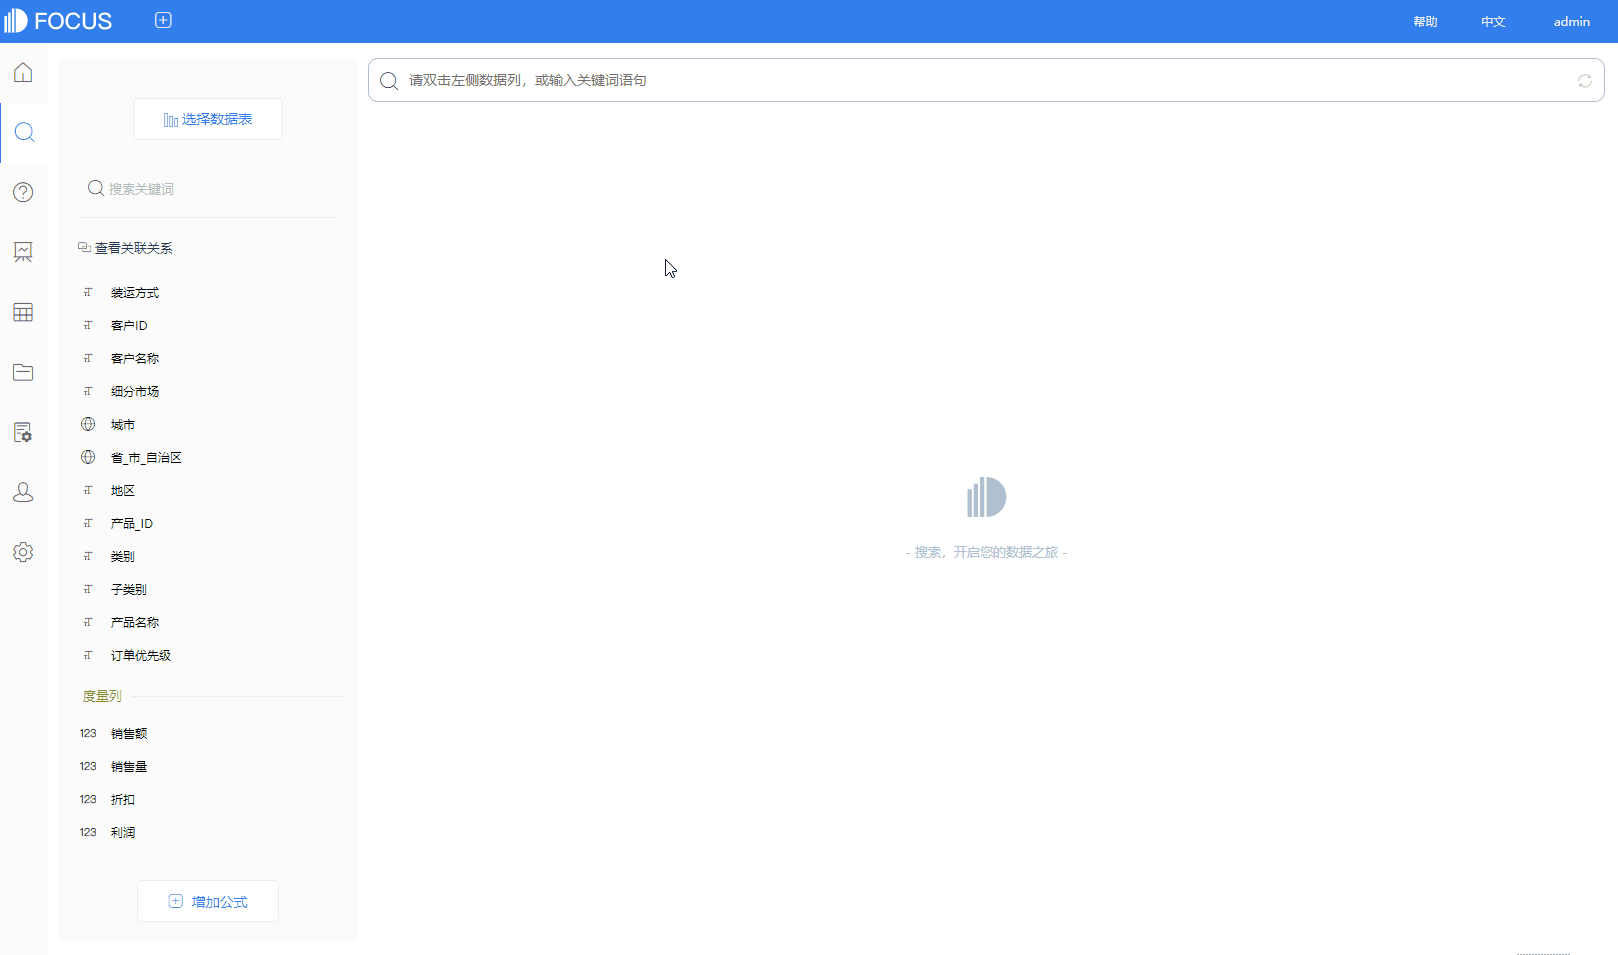 FOCUS
帮助
中文
admin
选择数据表
搜索关键词
查看关联关系
装运方式
客户ID
客户名称
细分市场
城市
省_市_自治区
地区
产品_ID
类别
子类别
产品名称
订单优先级
度量列
123 销售额
123 销售量
123 折扣
123 利润
增加公式
请双击左侧数据列，或输入关键词语句
- 搜索，开启您的数据之旅 -